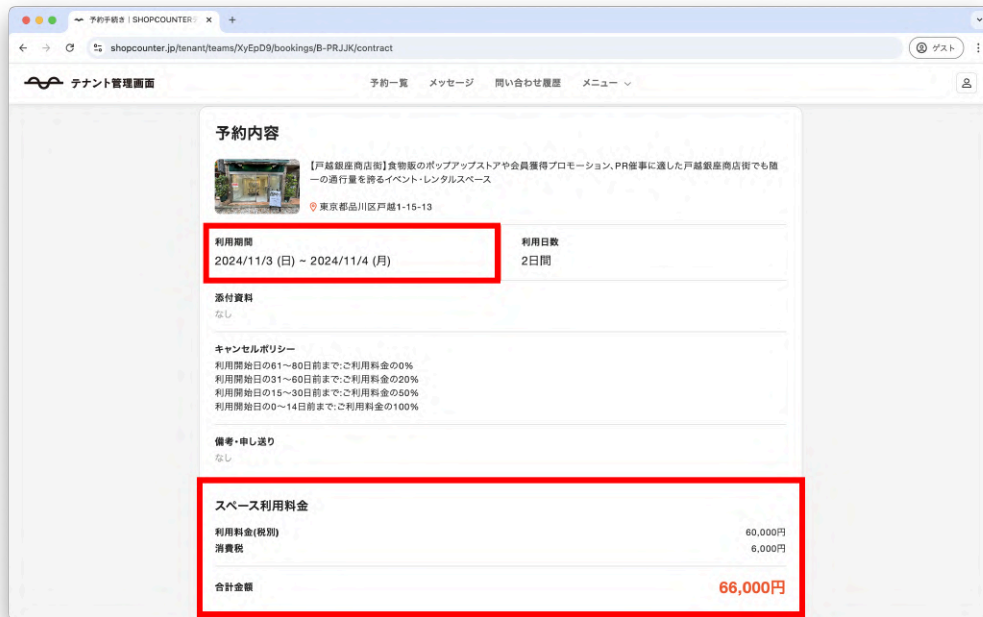 予約手続き | SHOPCOUNTER
shopcounter.jp/tenant/teams/XyEpD9/bookings/B-PRJJK/contract
ゲスト
テナント管理画面
予約一覧 メッセージ 問い合わせ履歴 メニュー
予約内容
【戸越銀座商店街】食物販のポップアップストアや会員獲得プロモーション、PR催事に適した戸越銀座商店街でも随
一の通行量を誇るイベント・レンタルスペース
東京都品川区戸越1-15-13
利用期間 利用日数
2024/11/3 (日) ~ 2024/11/4 (月) 2日間
添付資料
なし
キャンセルポリシー
利用開始日の61〜80日前まで:ご利用料金の0%
利用開始日の31〜60日前まで:ご利用料金の20%
利用開始日の15〜30日前まで:ご利用料金の50%
利用開始日の0〜14日前まで:ご利用料金の100%
備考・申し送り
なし
スペース利用料金
利用料金(税別) 60,000円
消費税 6,000円
合計金額 66,000円